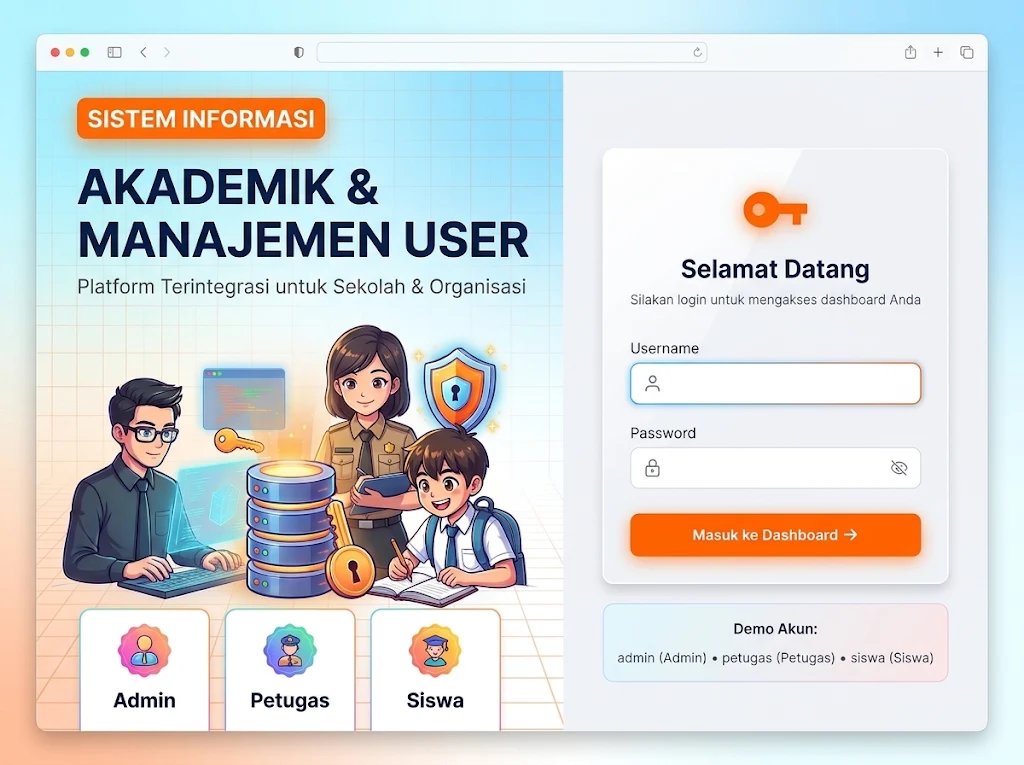 SISTEM INFORMASI
AKADEMIK &
MANAJEMEN USER
Platform Terintegrasi untuk Sekolah & Organisasi
Admin
Petugas
Siswa
Selamat Datang
Silakan login untuk mengakses dashboard Anda
Username
Password
Masuk ke Dashboard →
Demo Akun:
admin (Admin) • petugas (Petugas) • siswa (Siswa)